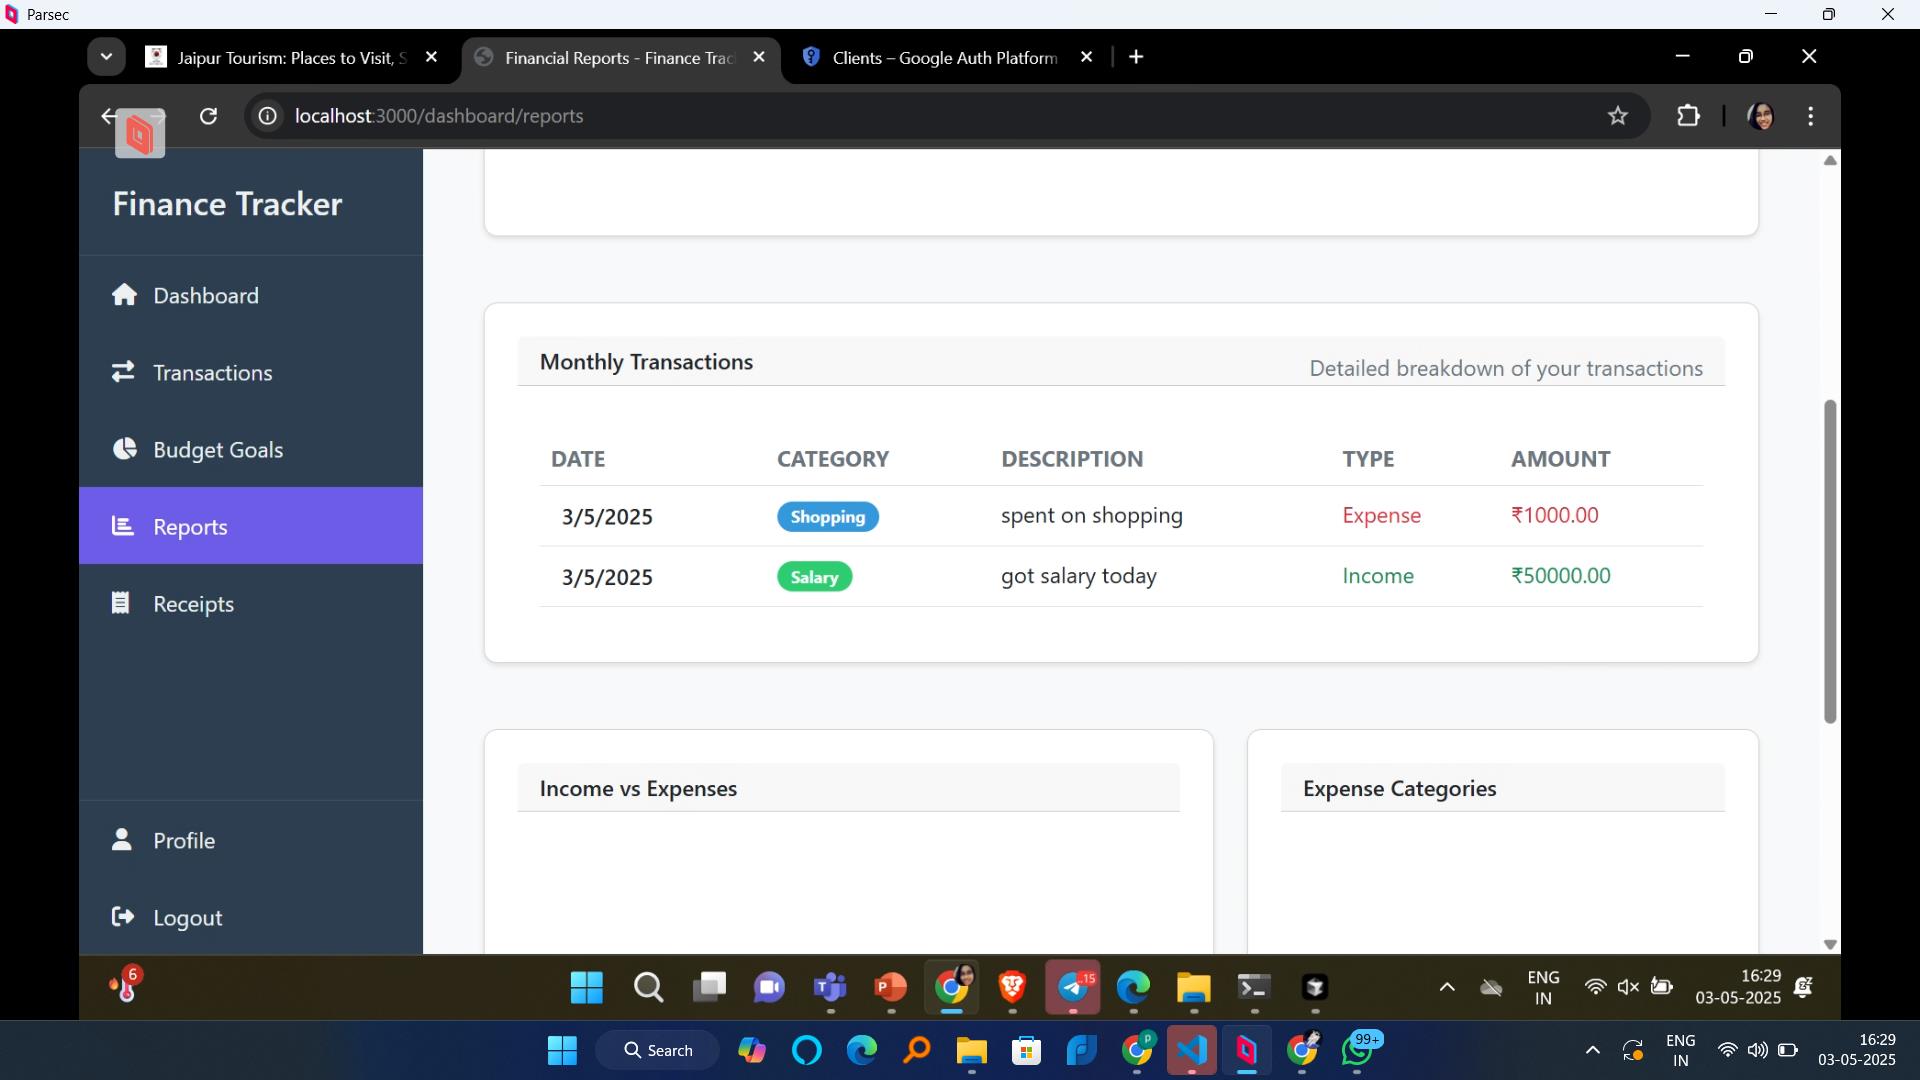 Parsec
Jaipur Tourism: Places to Visit, S
Financial Reports - Finance Trac
Clients – Google Auth Platform
localhost:3000/dashboard/reports
Finance Tracker
Dashboard
Transactions
Budget Goals
Reports
Receipts
Profile
Logout
Monthly Transactions
Detailed breakdown of your transactions
DATE CATEGORY DESCRIPTION TYPE AMOUNT
3/5/2025 Shopping spent on shopping Expense ₹1000.00
3/5/2025 Salary got salary today Income ₹50000.00
Income vs Expenses
Expense Categories
6
15
ENG
IN
16:29
03-05-2025
Search
P
99+
ENG
IN
16:29
03-05-2025